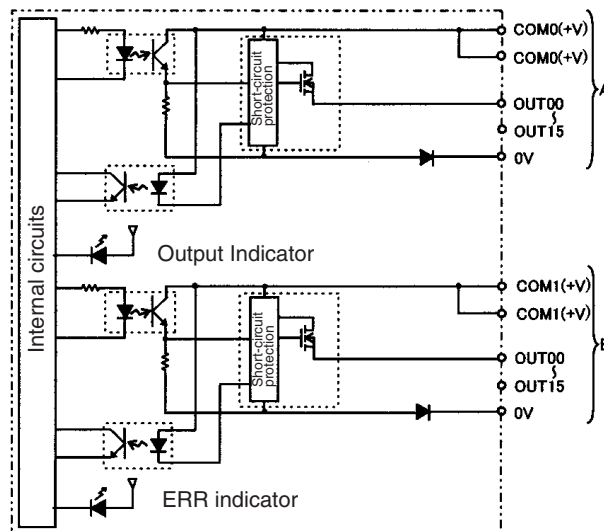 Internal circuits
Short-circuit
protection
COM0(+V)
COM0(+V)
OUT00
OUT15
0V
A
Output Indicator
Short-circuit
protection
COM1(+V)
COM1(+V)
OUT00
OUT15
0V
B
ERR indicator